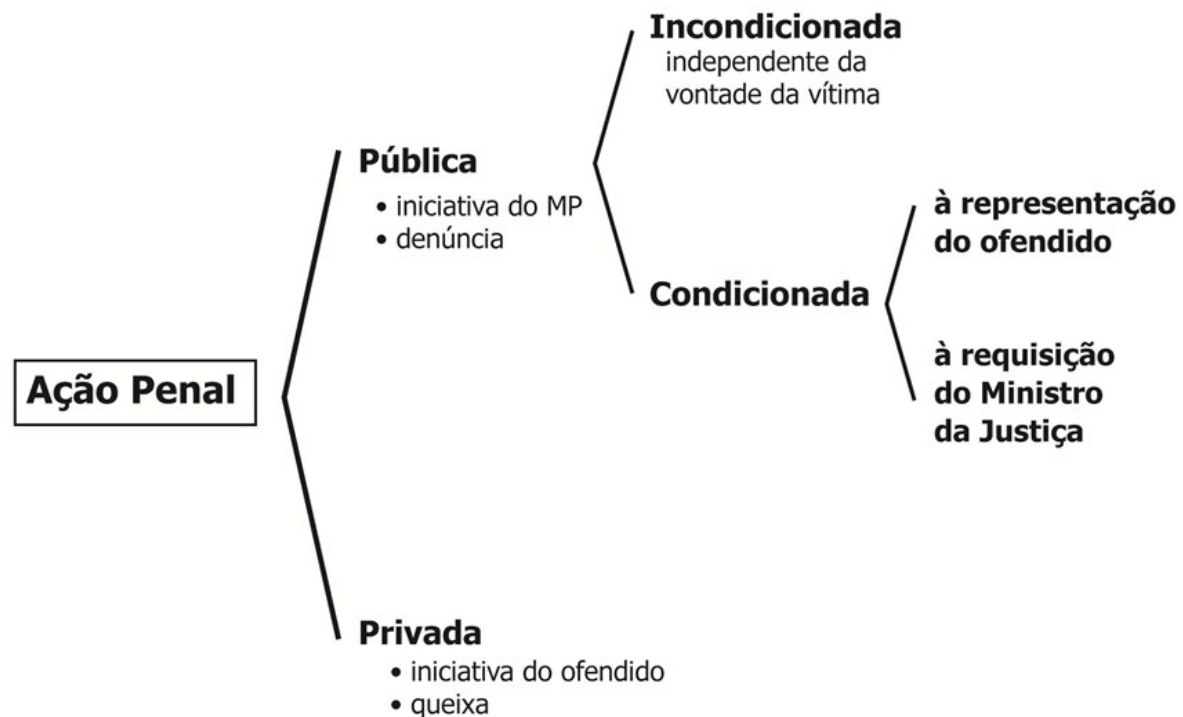 Ação Penal
Pública
• iniciativa do MP
• denúncia
Incondicionada
independente da
vontade da vítima
Condicionada
à representação
do ofendido
à requisição
do Ministro
da Justiça
Privada
• iniciativa do ofendido
• queixa